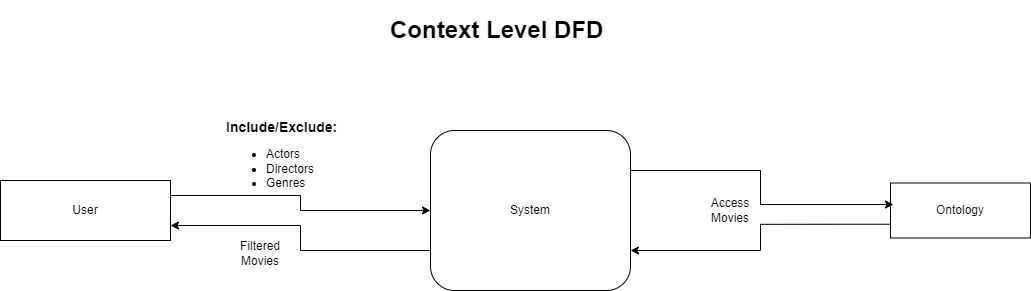 Context Level DFD
Include/Exclude:
• Actors
• Directors
• Genres
User
System
Access
Movies
Ontology
Filtered
Movies